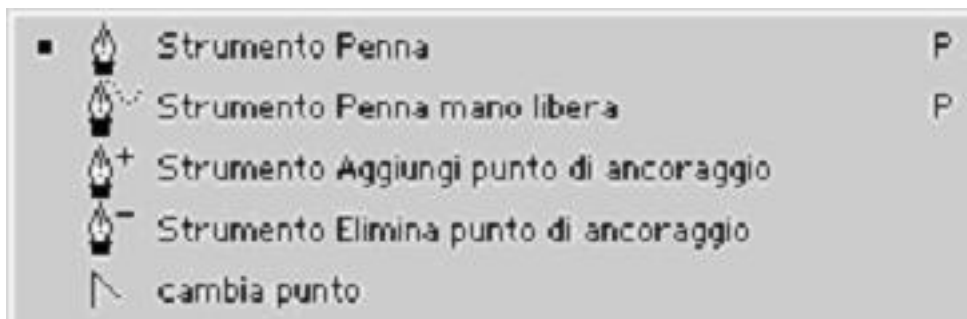 Strumento Penna P
Strumento Penna mano libera P
Strumento Aggiungi punto di ancoraggio
Strumento Elimina punto di ancoraggio
cambia punto